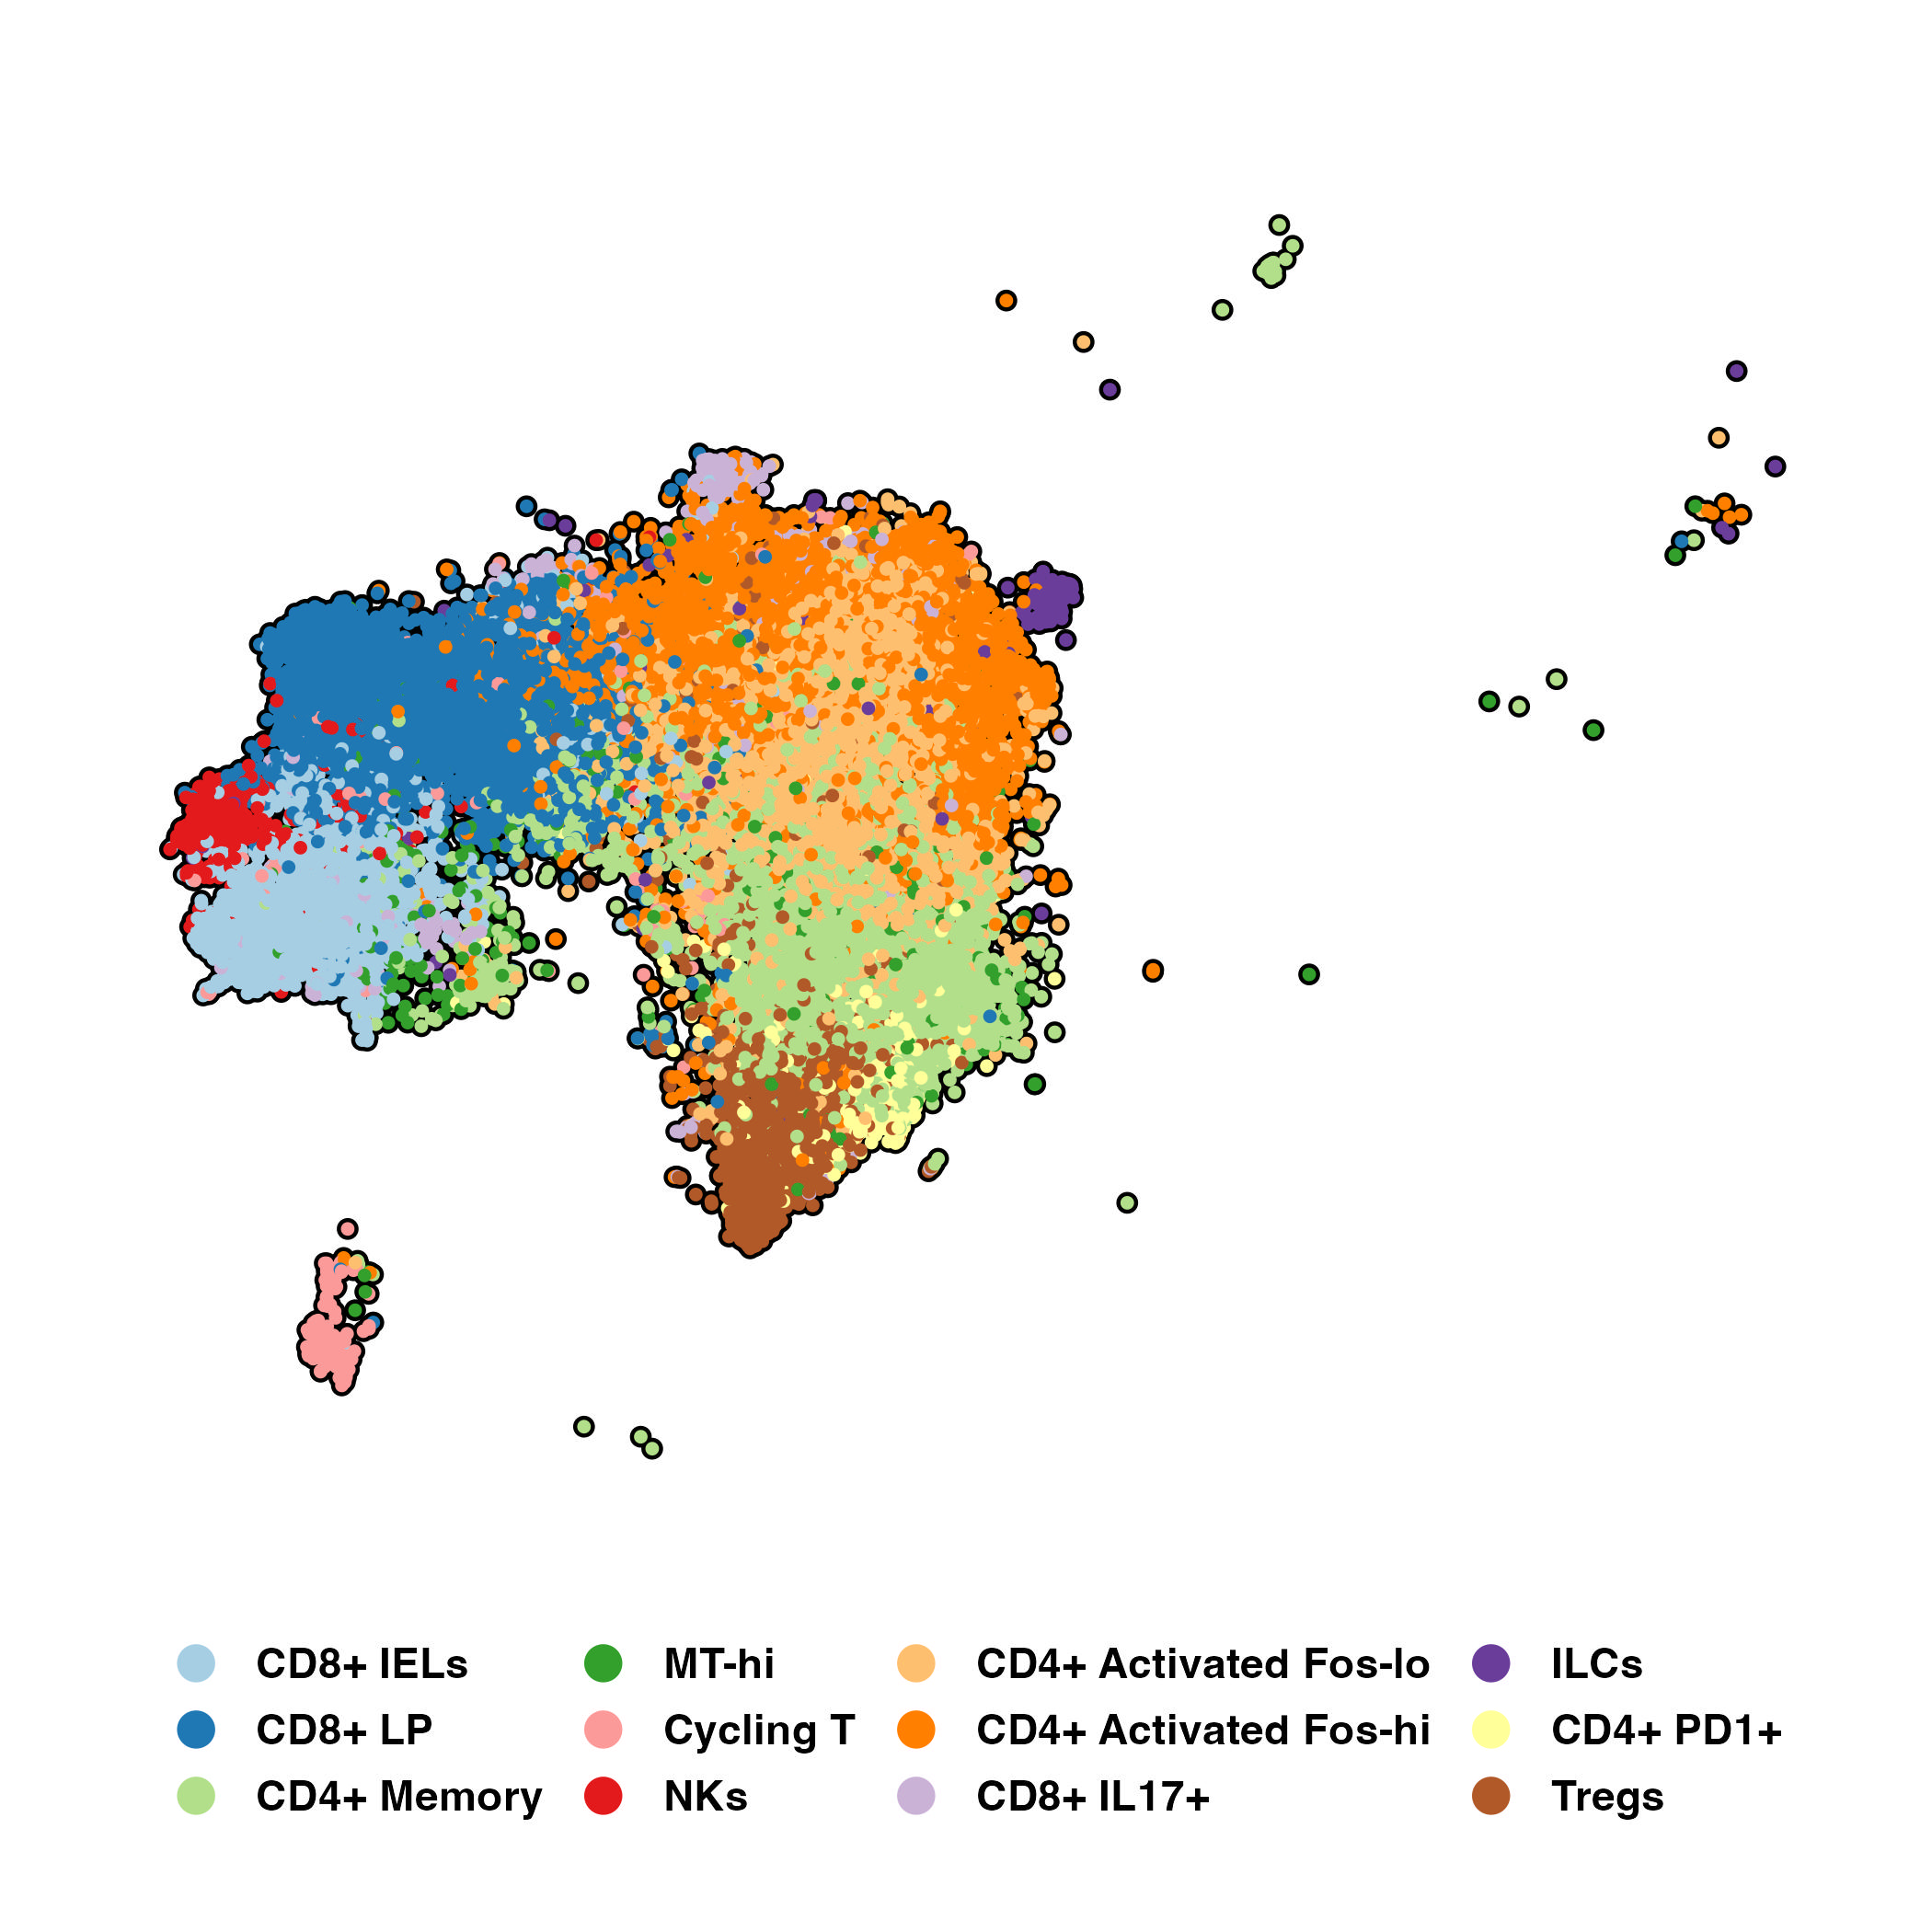 CD8+ IELs
MT-hi
CD4+ Activated Fos-lo
ILCs
CD8+ LP
Cycling T
CD4+ Activated Fos-hi
CD4+ PD1+
CD4+ Memory
NKs
CD8+ IL17+
Tregs